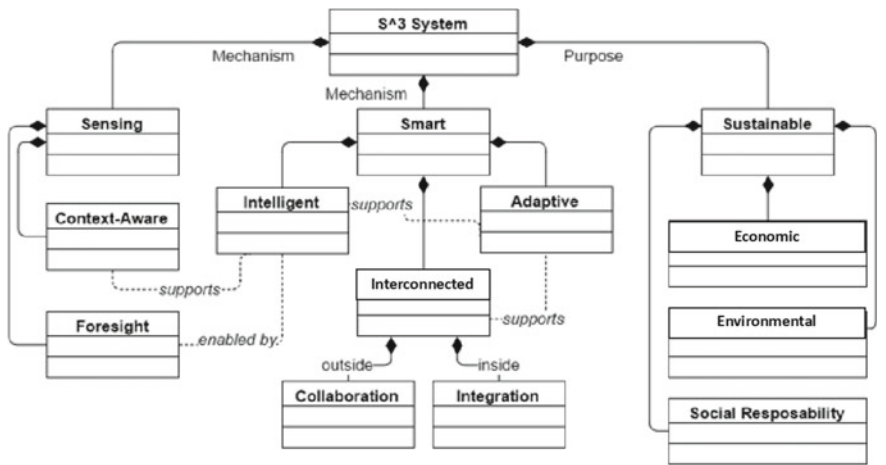 S^3 System
Mechanism
Purpose
Mechanism
Sensing
Smart
Sustainable
Context-Aware
Intelligent
supports
Adaptive
Economic
Interconnected
supports
Foresight
enabled by.
supports
Environmental
outside
inside
Collaboration
Integration
Social Resposability